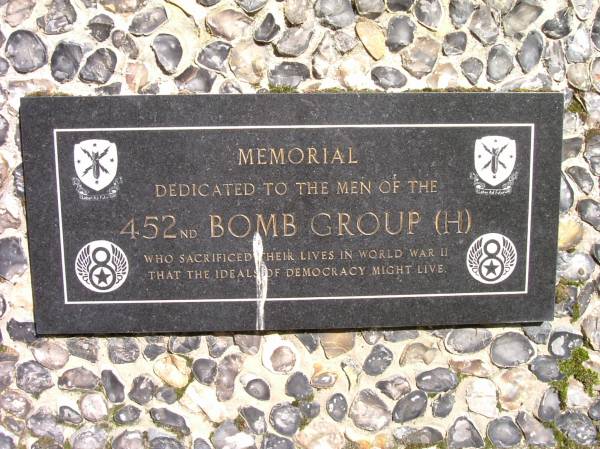 MEMORIAL
DEDICATED TO THE MEN OF THE
452ND BOMB GROUP (H)
WHO SACRIFICED THEIR LIVES IN WORLD WAR II
THAT THE IDEALS OF DEMOCRACY MIGHT LIVE.